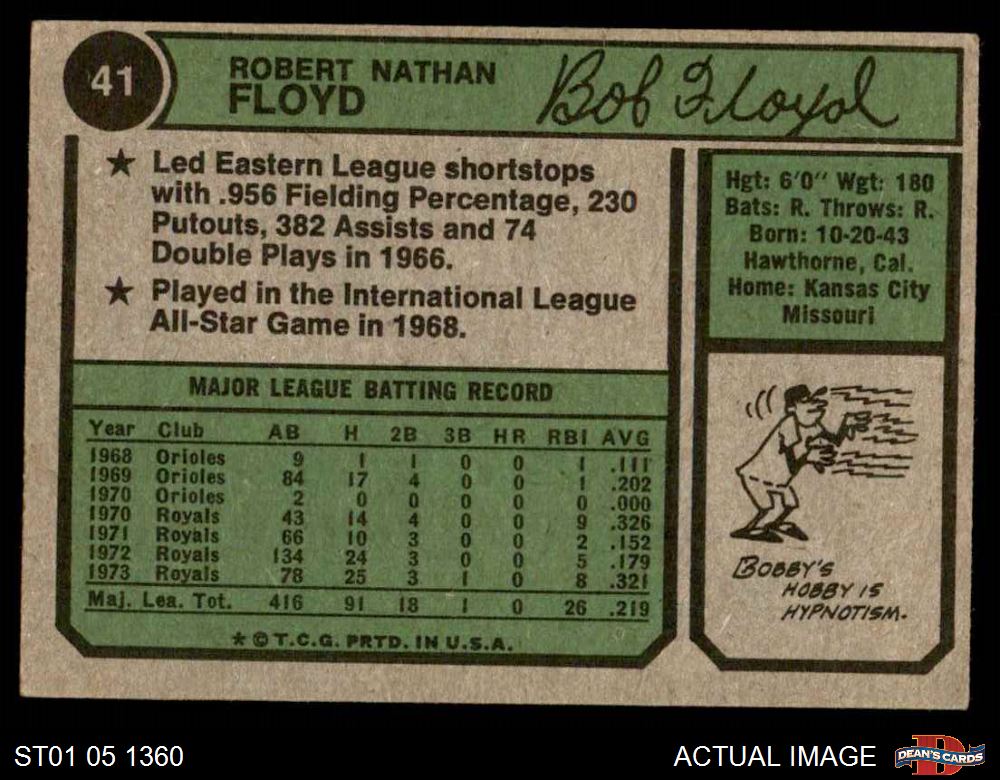 41
ROBERT NATHAN
FLOYD
Bob Floyd
★ Led Eastern League shortstops
with .956 Fielding Percentage, 230
Putouts, 382 Assists and 74
Double Plays in 1966.
★ Played in the International League
All-Star Game in 1968.
Hgt: 6'0" Wgt: 180
Bats: R. Throws: R.
Born: 10-20-43
Hawthorne, Cal.
Home: Kansas City
Missouri
MAJOR LEAGUE BATTING RECORD
Year Club AB H 2B 3B HR RBI AVG
1968 Orioles 9 1 1 0 0 1 .111
1969 Orioles 84 17 4 0 0 1 .202
1970 Orioles 2 0 0 0 0 0 .000
1970 Royals 43 14 4 0 0 9 .326
1971 Royals 66 10 3 0 0 2 .152
1972 Royals 134 24 3 0 0 5 .179
1973 Royals 78 25 3 1 0 8 .321
Maj. Lea. Tot. 416 91 18 1 0 26 .219
★ © T.C.G. PRTD. IN U.S.A.
BOBBY'S
HOBBY IS
HYPNOTISM.
ST01 05 1360
ACTUAL IMAGE
DEAN'S CARDS